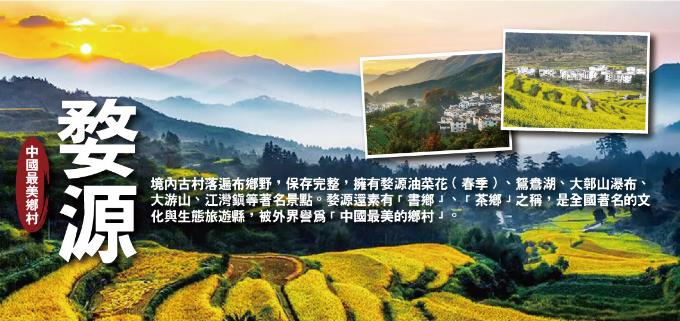 婺源
中國最美鄉村
境內古村落遍布鄉野，保存完整，擁有婺源油菜花（春季）、鴛鴦湖、大鄣山瀑布、
大游山、江灣鎮等著名景點。婺源還素有「書鄉」、「茶鄉」之稱，是全國著名的文
化與生態旅遊縣，被外界譽爲「中國最美的鄉村」。